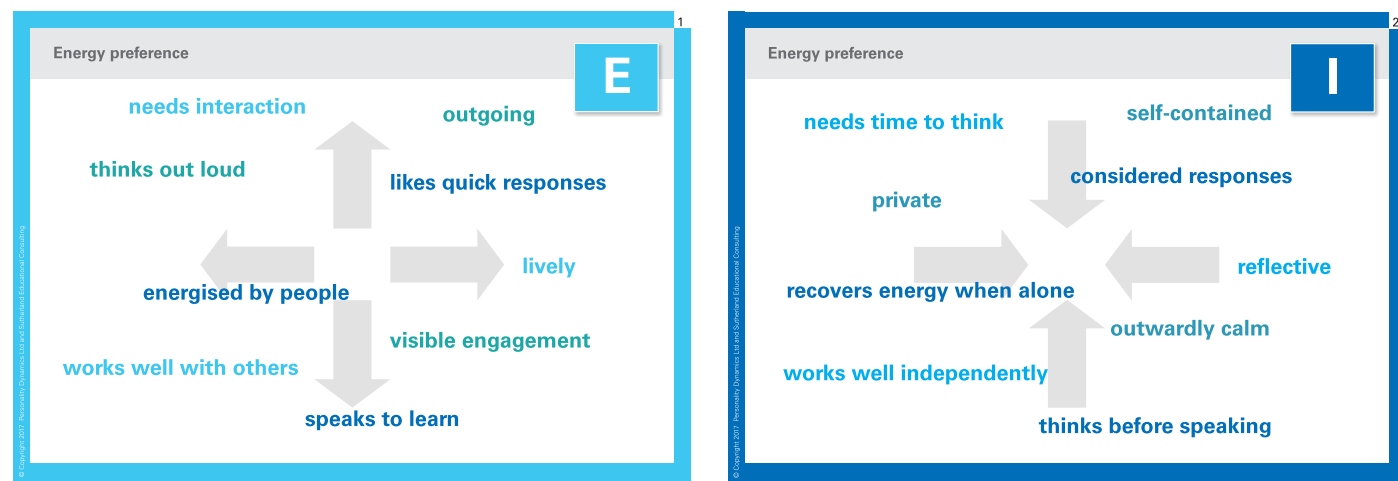 1
Energy preference
E
needs interaction
outgoing
thinks out loud
likes quick responses
lively
energised by people
visible engagement
works well with others
speaks to learn
© Copyright 2017 Personality Dynamics Ltd and Sutherland Educational Consulting
2
Energy preference
I
self-contained
needs time to think
considered responses
private
reflective
recovers energy when alone
outwardly calm
works well independently
thinks before speaking
© Copyright 2017 Personality Dynamics Ltd and Sutherland Educational Consulting